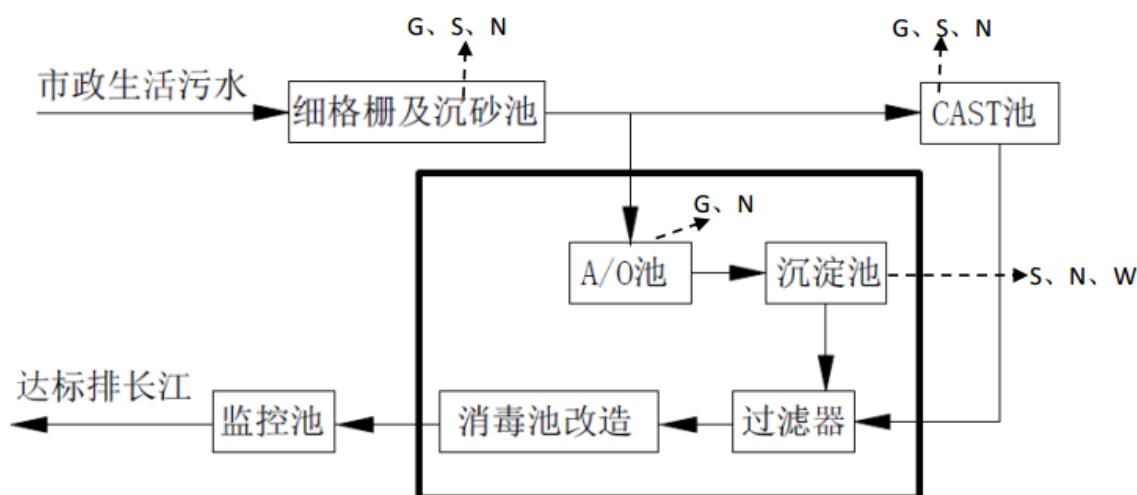 G、S、N
G、S、N
市政生活污水
细格栅及沉砂池
CAST池
G、N
A/O池
沉淀池
S、N、W
达标排长江
监控池
消毒池改造
过滤器